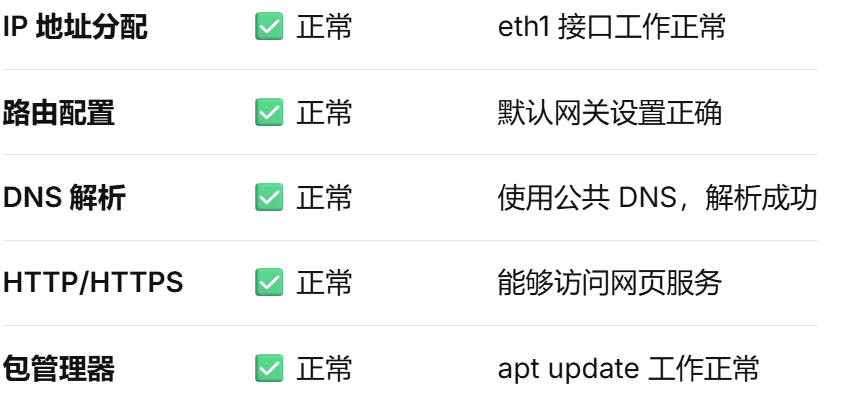 IP 地址分配 ✅ 正常 eth1 接口工作正常
路由配置 ✅ 正常 默认网关设置正确
DNS 解析 ✅ 正常 使用公共 DNS，解析成功
HTTP/HTTPS ✅ 正常 能够访问网页服务
包管理器 ✅ 正常 apt update 工作正常